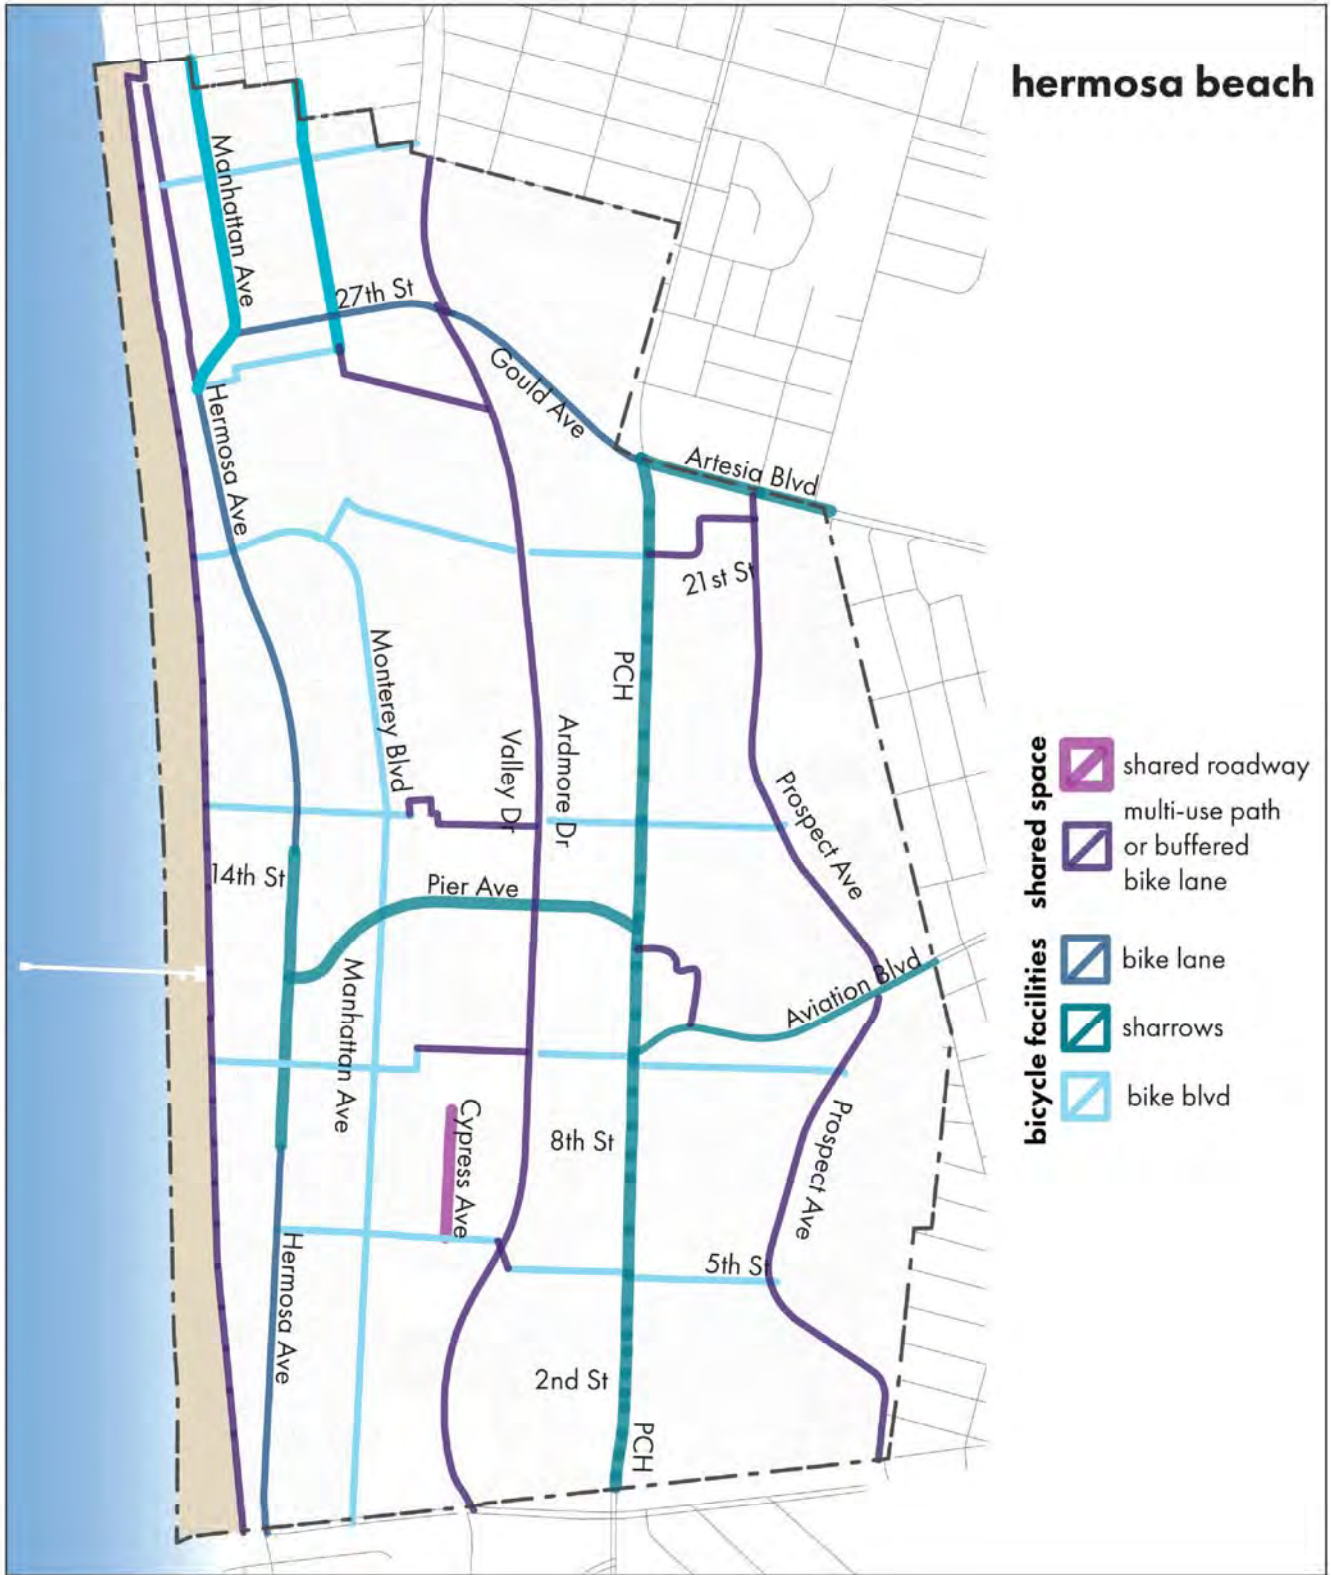 hermosa beach
Manhattan Ave
27th St
Gould Ave
Hermosa Ave
Artesia Blvd
21st St
Monterey Blvd
PCH
Valley Dr
Ardmore Dr
Prospect Ave
14th St
Pier Ave
Manhattan Ave
Aviation Blvd
Cypress Ave
8th St
Prospect Ave
Hermosa Ave
5th St
2nd St
PCH
shared space
shared roadway
multi-use path
or buffered
bike lane
bicycle facilities
bike lane
sharrows
bike blvd